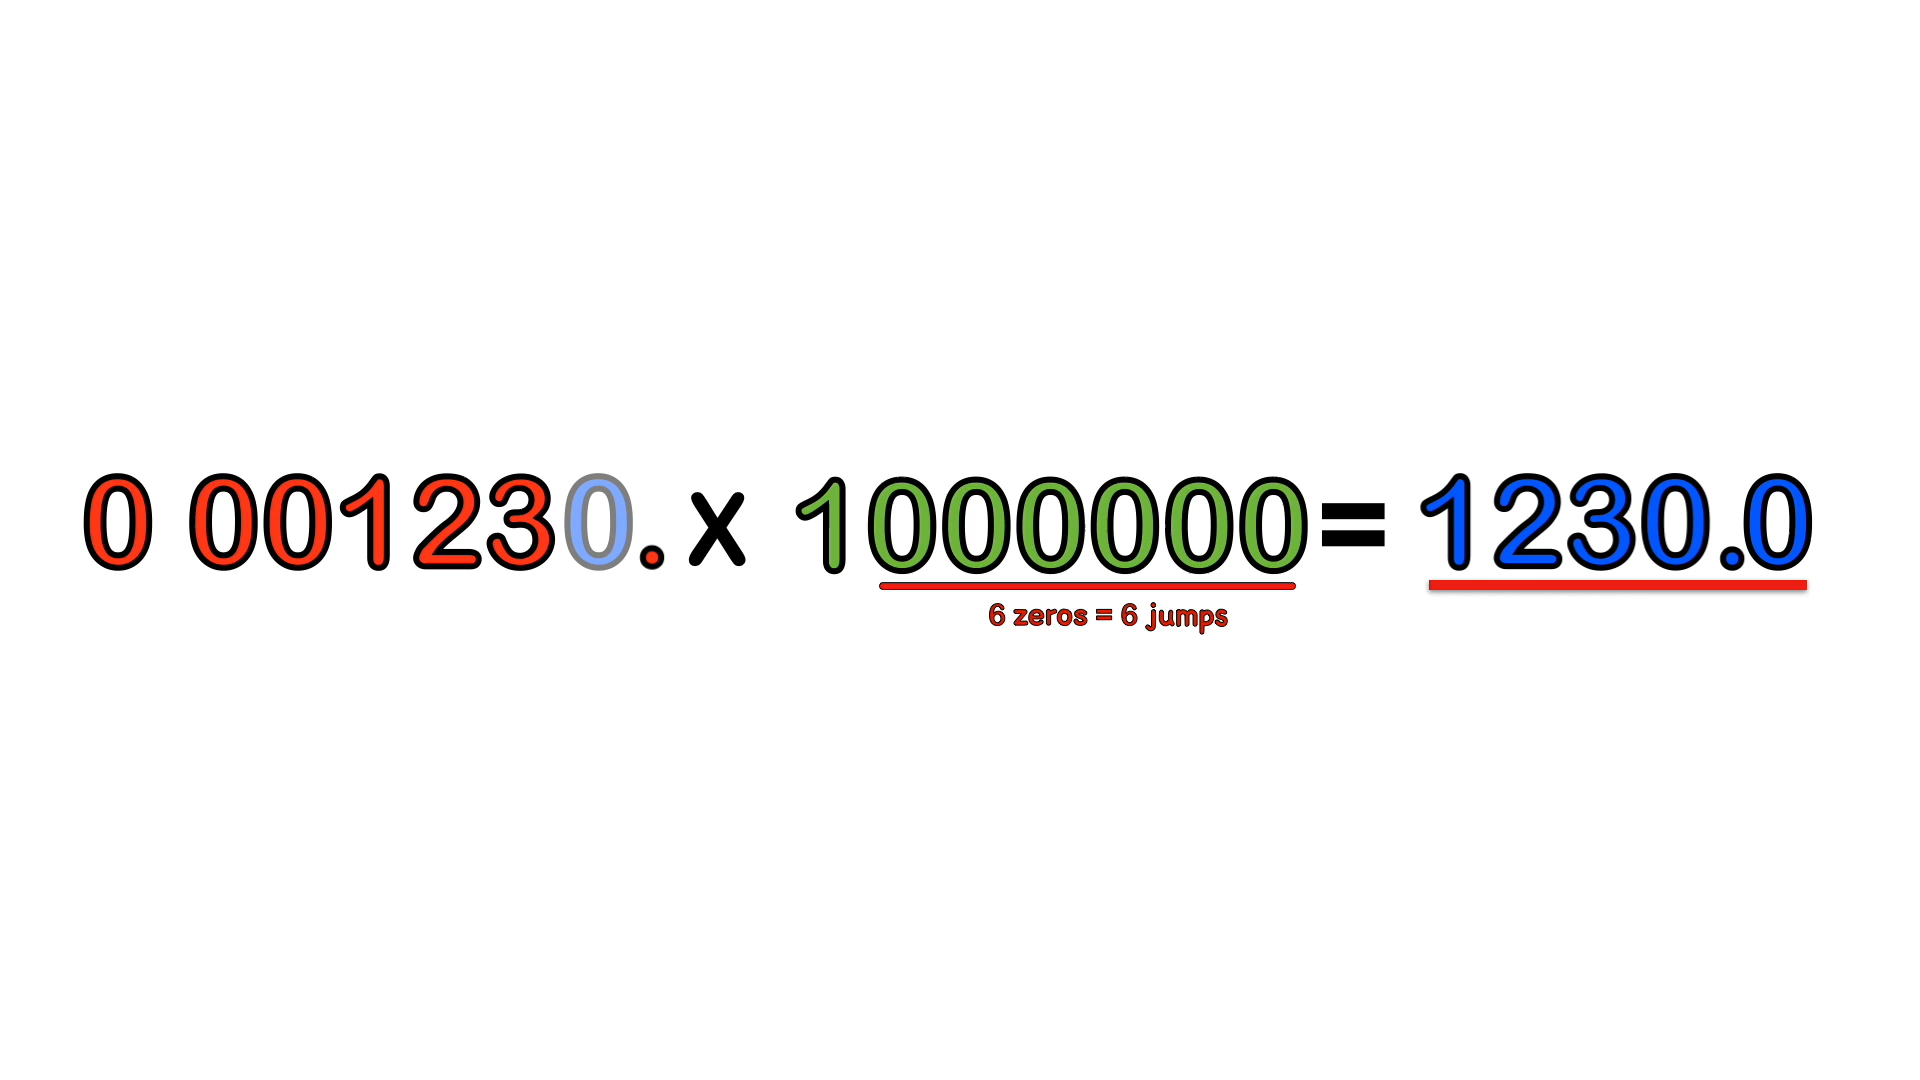 0 001230. x 1000000 = 1230.0
6 zeros = 6 jumps